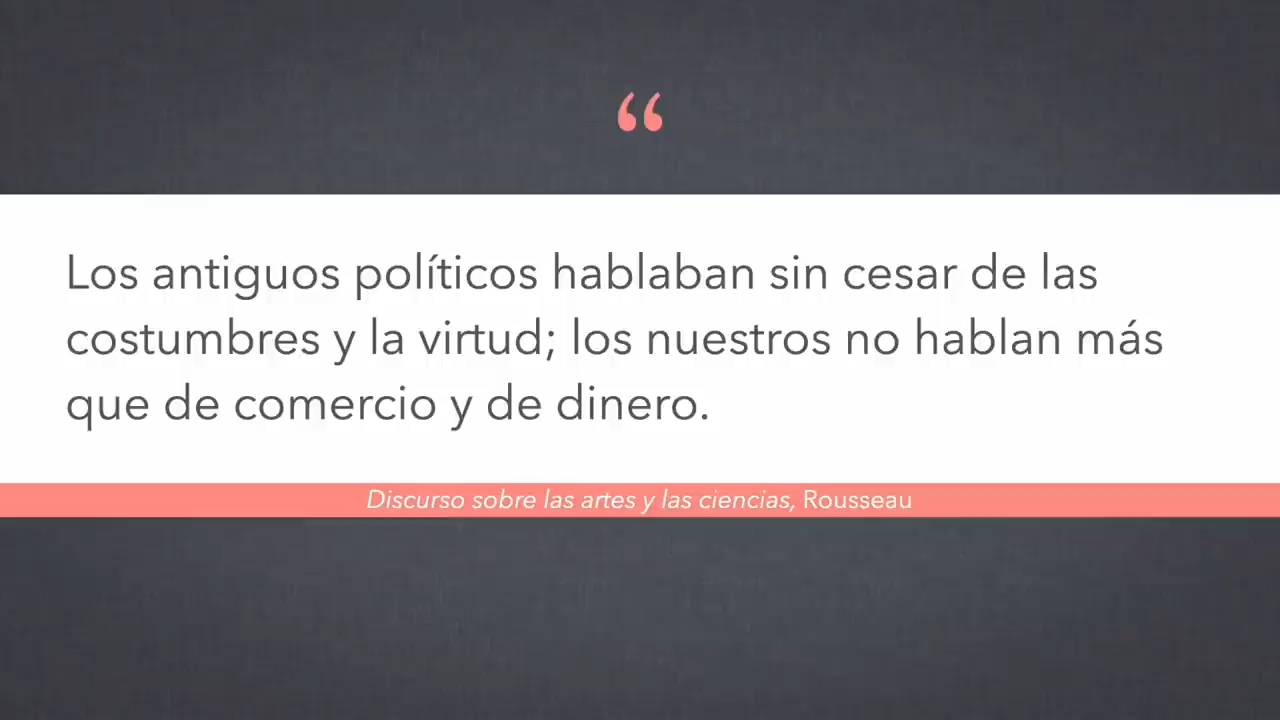 “
Los antiguos políticos hablaban sin cesar de las
costumbres y la virtud; los nuestros no hablan más
que de comercio y de dinero.
Discurso sobre las artes y las ciencias, Rousseau